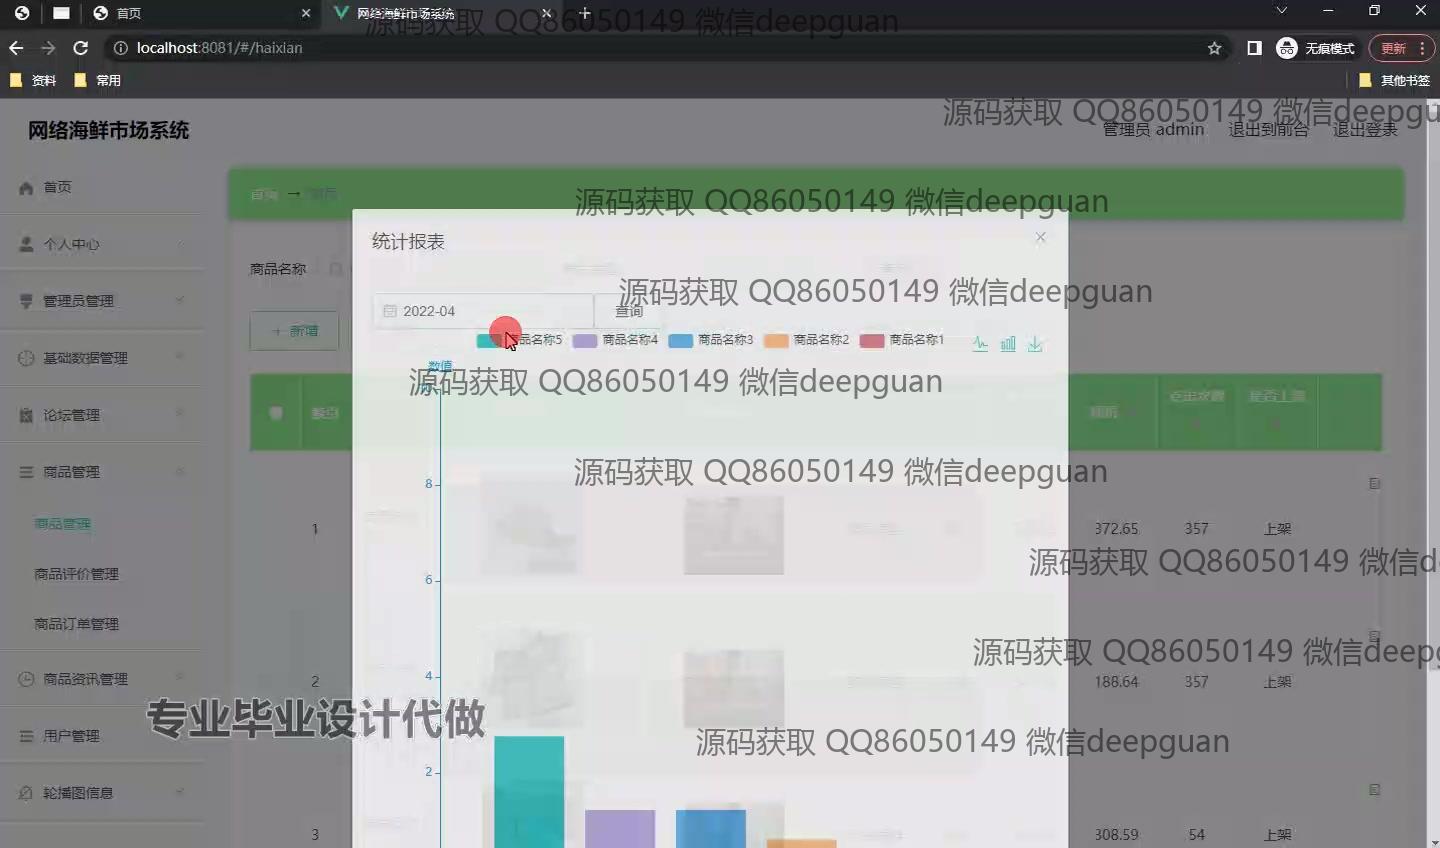 首页
网络海鲜市场系统
localhost:8081/#/haixian
无痕模式
更新
资料
常用
其他书签
源码获取 QQ86050149 微信deepguan
源码获取 QQ86050149 微信deepgu
网络海鲜市场系统
管理员 admin
退出到前台
退出登录
首页
首页 →
源码获取 QQ86050149 微信deepguan
统计报表
个人中心
商品名称
源码获取 QQ86050149 微信deepguan
管理员管理
2022-04
查询
+ 新增
商品名称5 商品名称4 商品名称3 商品名称2 商品名称1
基础数据管理
数值
源码获取 QQ86050149 微信deepguan
论坛管理
点击次数
是否上架
商品管理
源码获取 QQ86050149 微信deepguan
8
商品管理
1
372.65
357
上架
源码获取 QQ86050149 微信d
商品评价管理
6
商品订单管理
源码获取 QQ86050149 微信deepg
商品资讯管理
4
2
188.64
357
上架
专业毕业设计代做
用户管理
源码获取 QQ86050149 微信deepguan
2
轮播图信息
3
308.59
54
上架